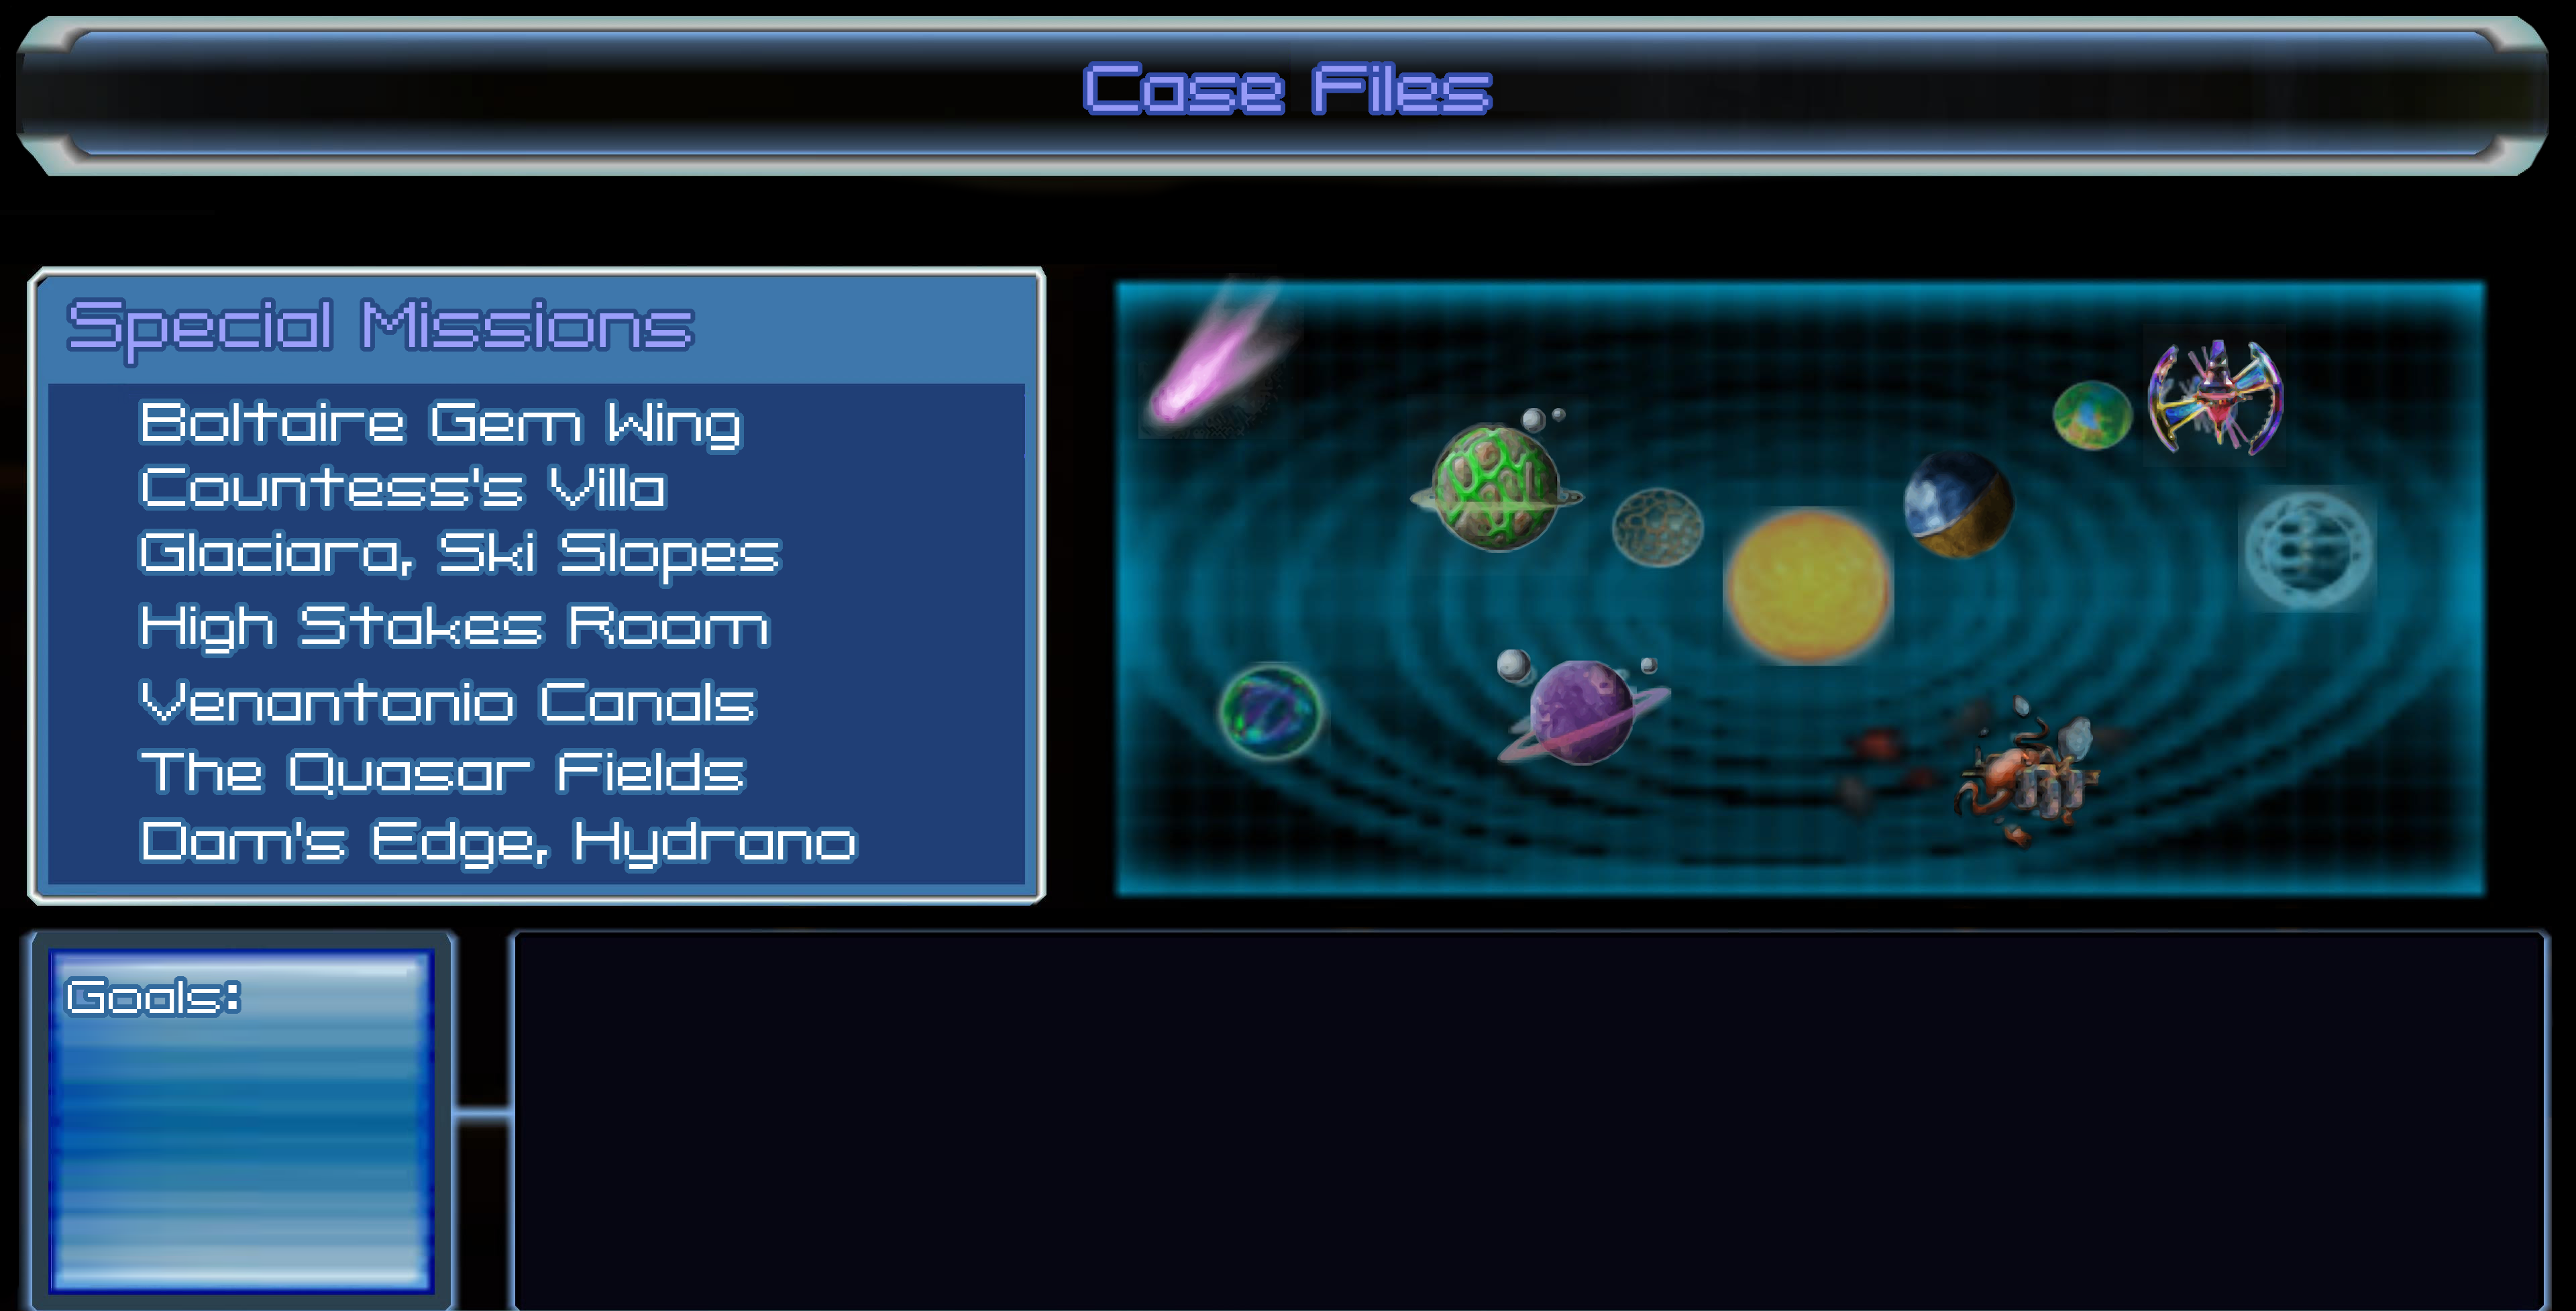 Case Files
Special Missions
Boltaire Gem Wing
Countess's Villa
Glaciara, Ski Slopes
High Stakes Room
Venantonio Canals
The Quasar Fields
Dam's Edge, Hydrano
Goals: